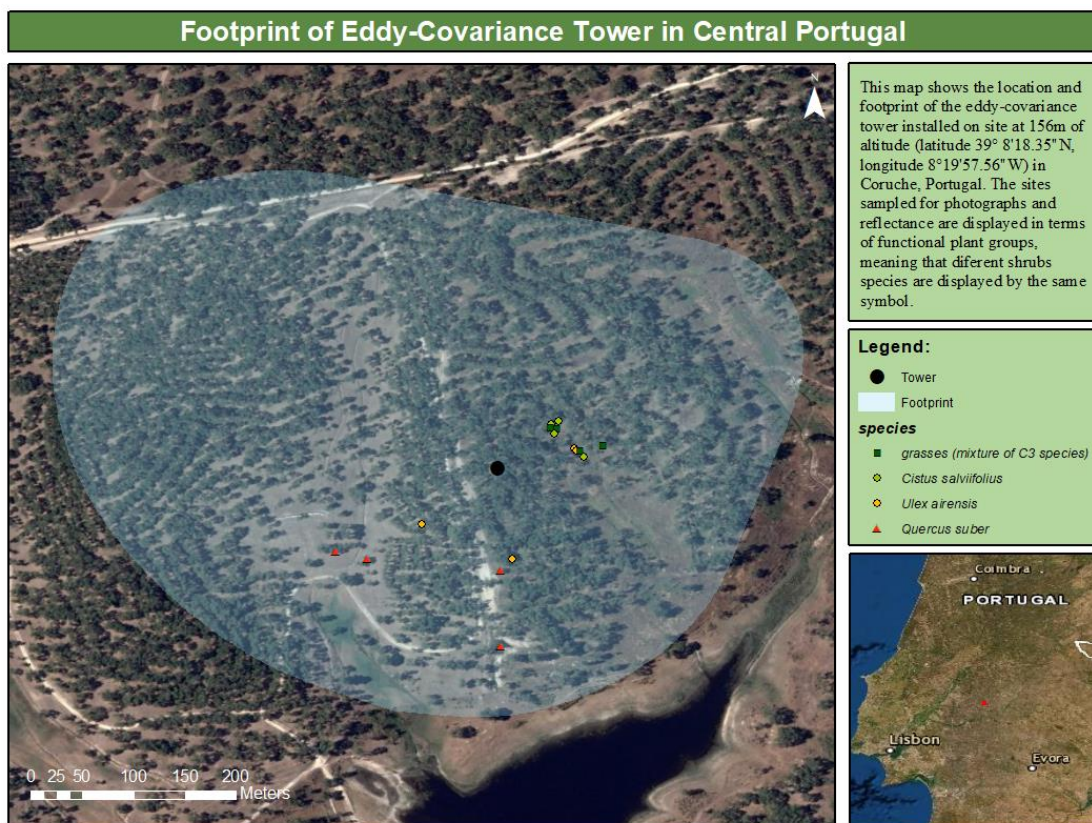 Footprint of Eddy-Covariance Tower in Central Portugal
N
This map shows the location and
footprint of the eddy-covariance
tower installed on site at 156m of
altitude (latitude 39° 8'18.35"N,
longitude 8°19'57.56"W) in
Coruche, Portugal. The sites
sampled for photographs and
reflectance are displayed in terms
of functional plant groups,
meaning that diferent shrubs
species are displayed by the same
symbol.
Legend:
Tower
Footprint
species
grasses (mixture of C3 species)
Cistus salviifolius
Ulex airensis
Quercus suber
0 25 50 100 150 200
Meters
Coimbra
PORTUGAL
Lisbon
Evora